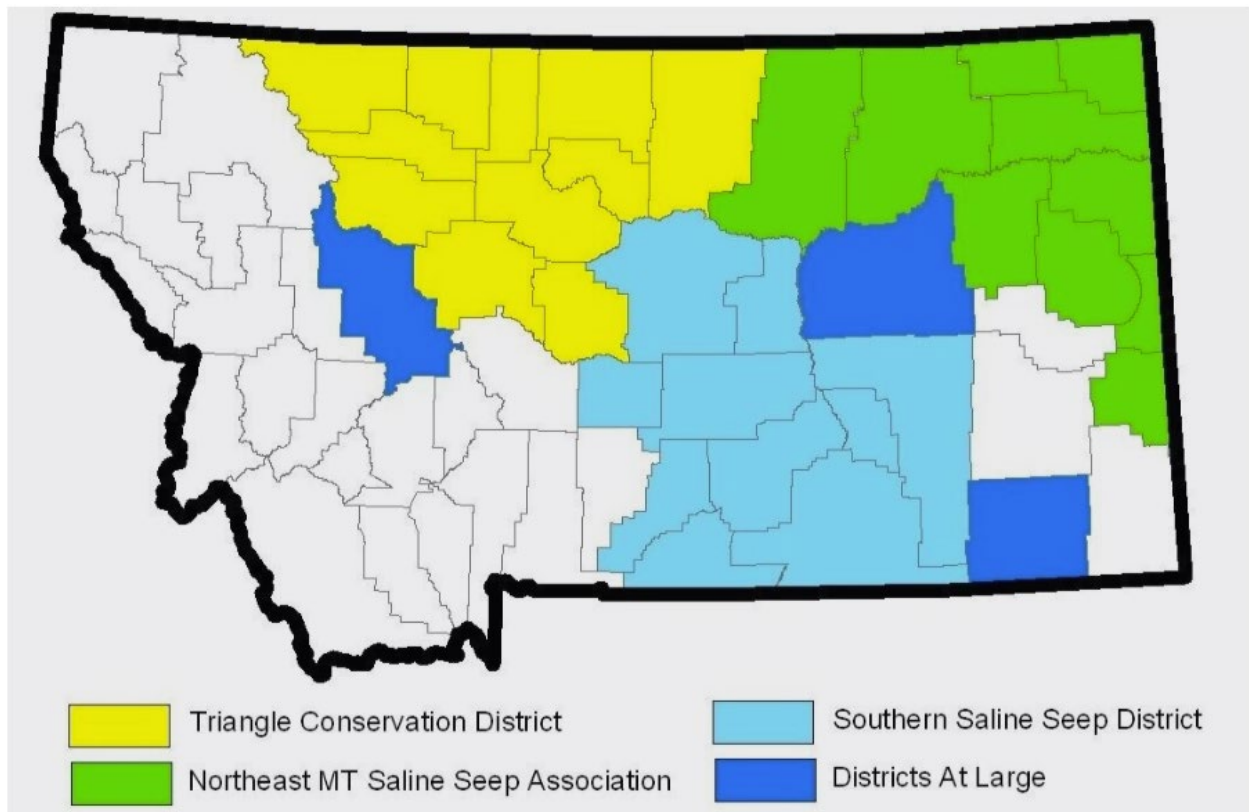 Triangle Conservation District
Southern Saline Seep District
Northeast MT Saline Seep Association
Districts At Large